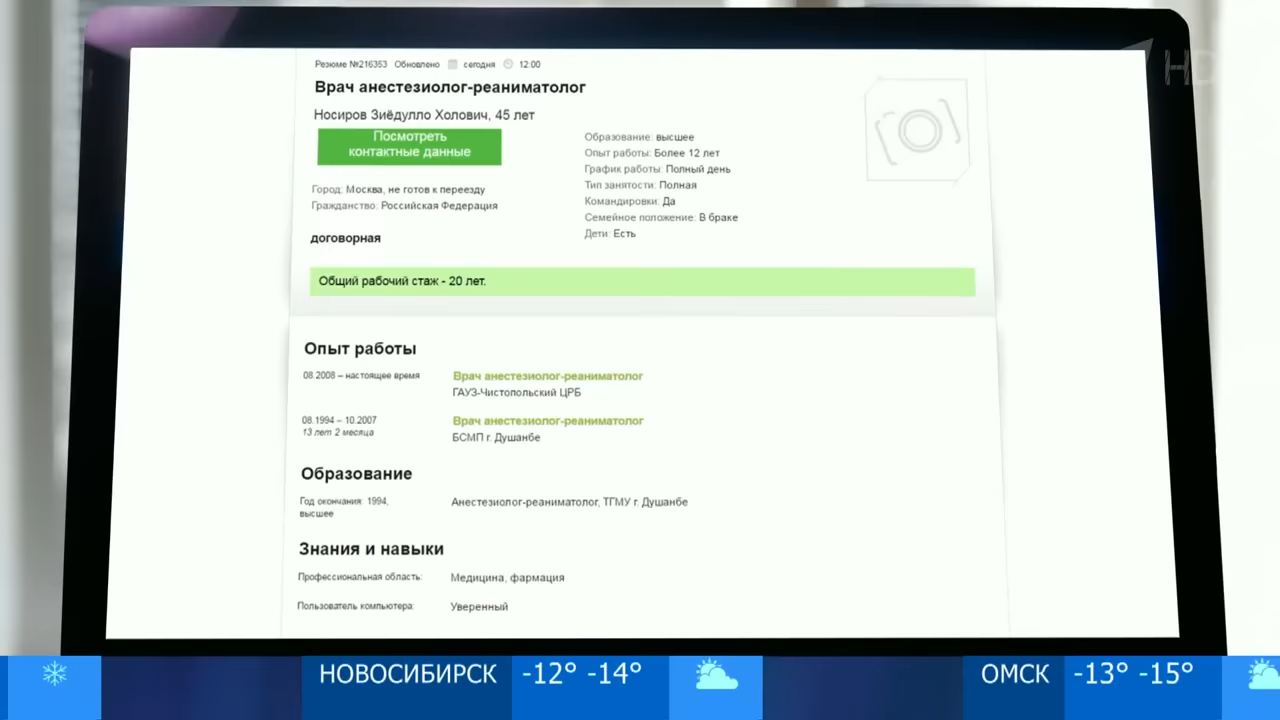 Резюме №216353 Обновлено сегодня 12:00
Врач анестезиолог-реаниматолог
Носиров Зиёдулло Холович, 45 лет
Посмотреть
контактные данные
Город: Москва, не готов к переезду
Гражданство: Российская Федерация
договорная
Образование: высшее
Опыт работы: Более 12 лет
График работы: Полный день
Тип занятости: Полная
Командировки: Да
Семейное положение: В браке
Дети: Есть
Общий рабочий стаж - 20 лет.
Опыт работы
08.2008 – настоящее время
Врач анестезиолог-реаниматолог
ГАУЗ-Чистопольский ЦРБ
08.1994 – 10.2007
13 лет 2 месяца
Врач анестезиолог-реаниматолог
БСМП г. Душанбе
Образование
Год окончания: 1994,
высшее
Анестезиолог-реаниматолог, ТГМУ г. Душанбе
Знания и навыки
Профессиональная область: Медицина, фармация
Пользователь компьютера: Уверенный
НОВОСИБИРСК -12° -14° ОМСК -13° -15°